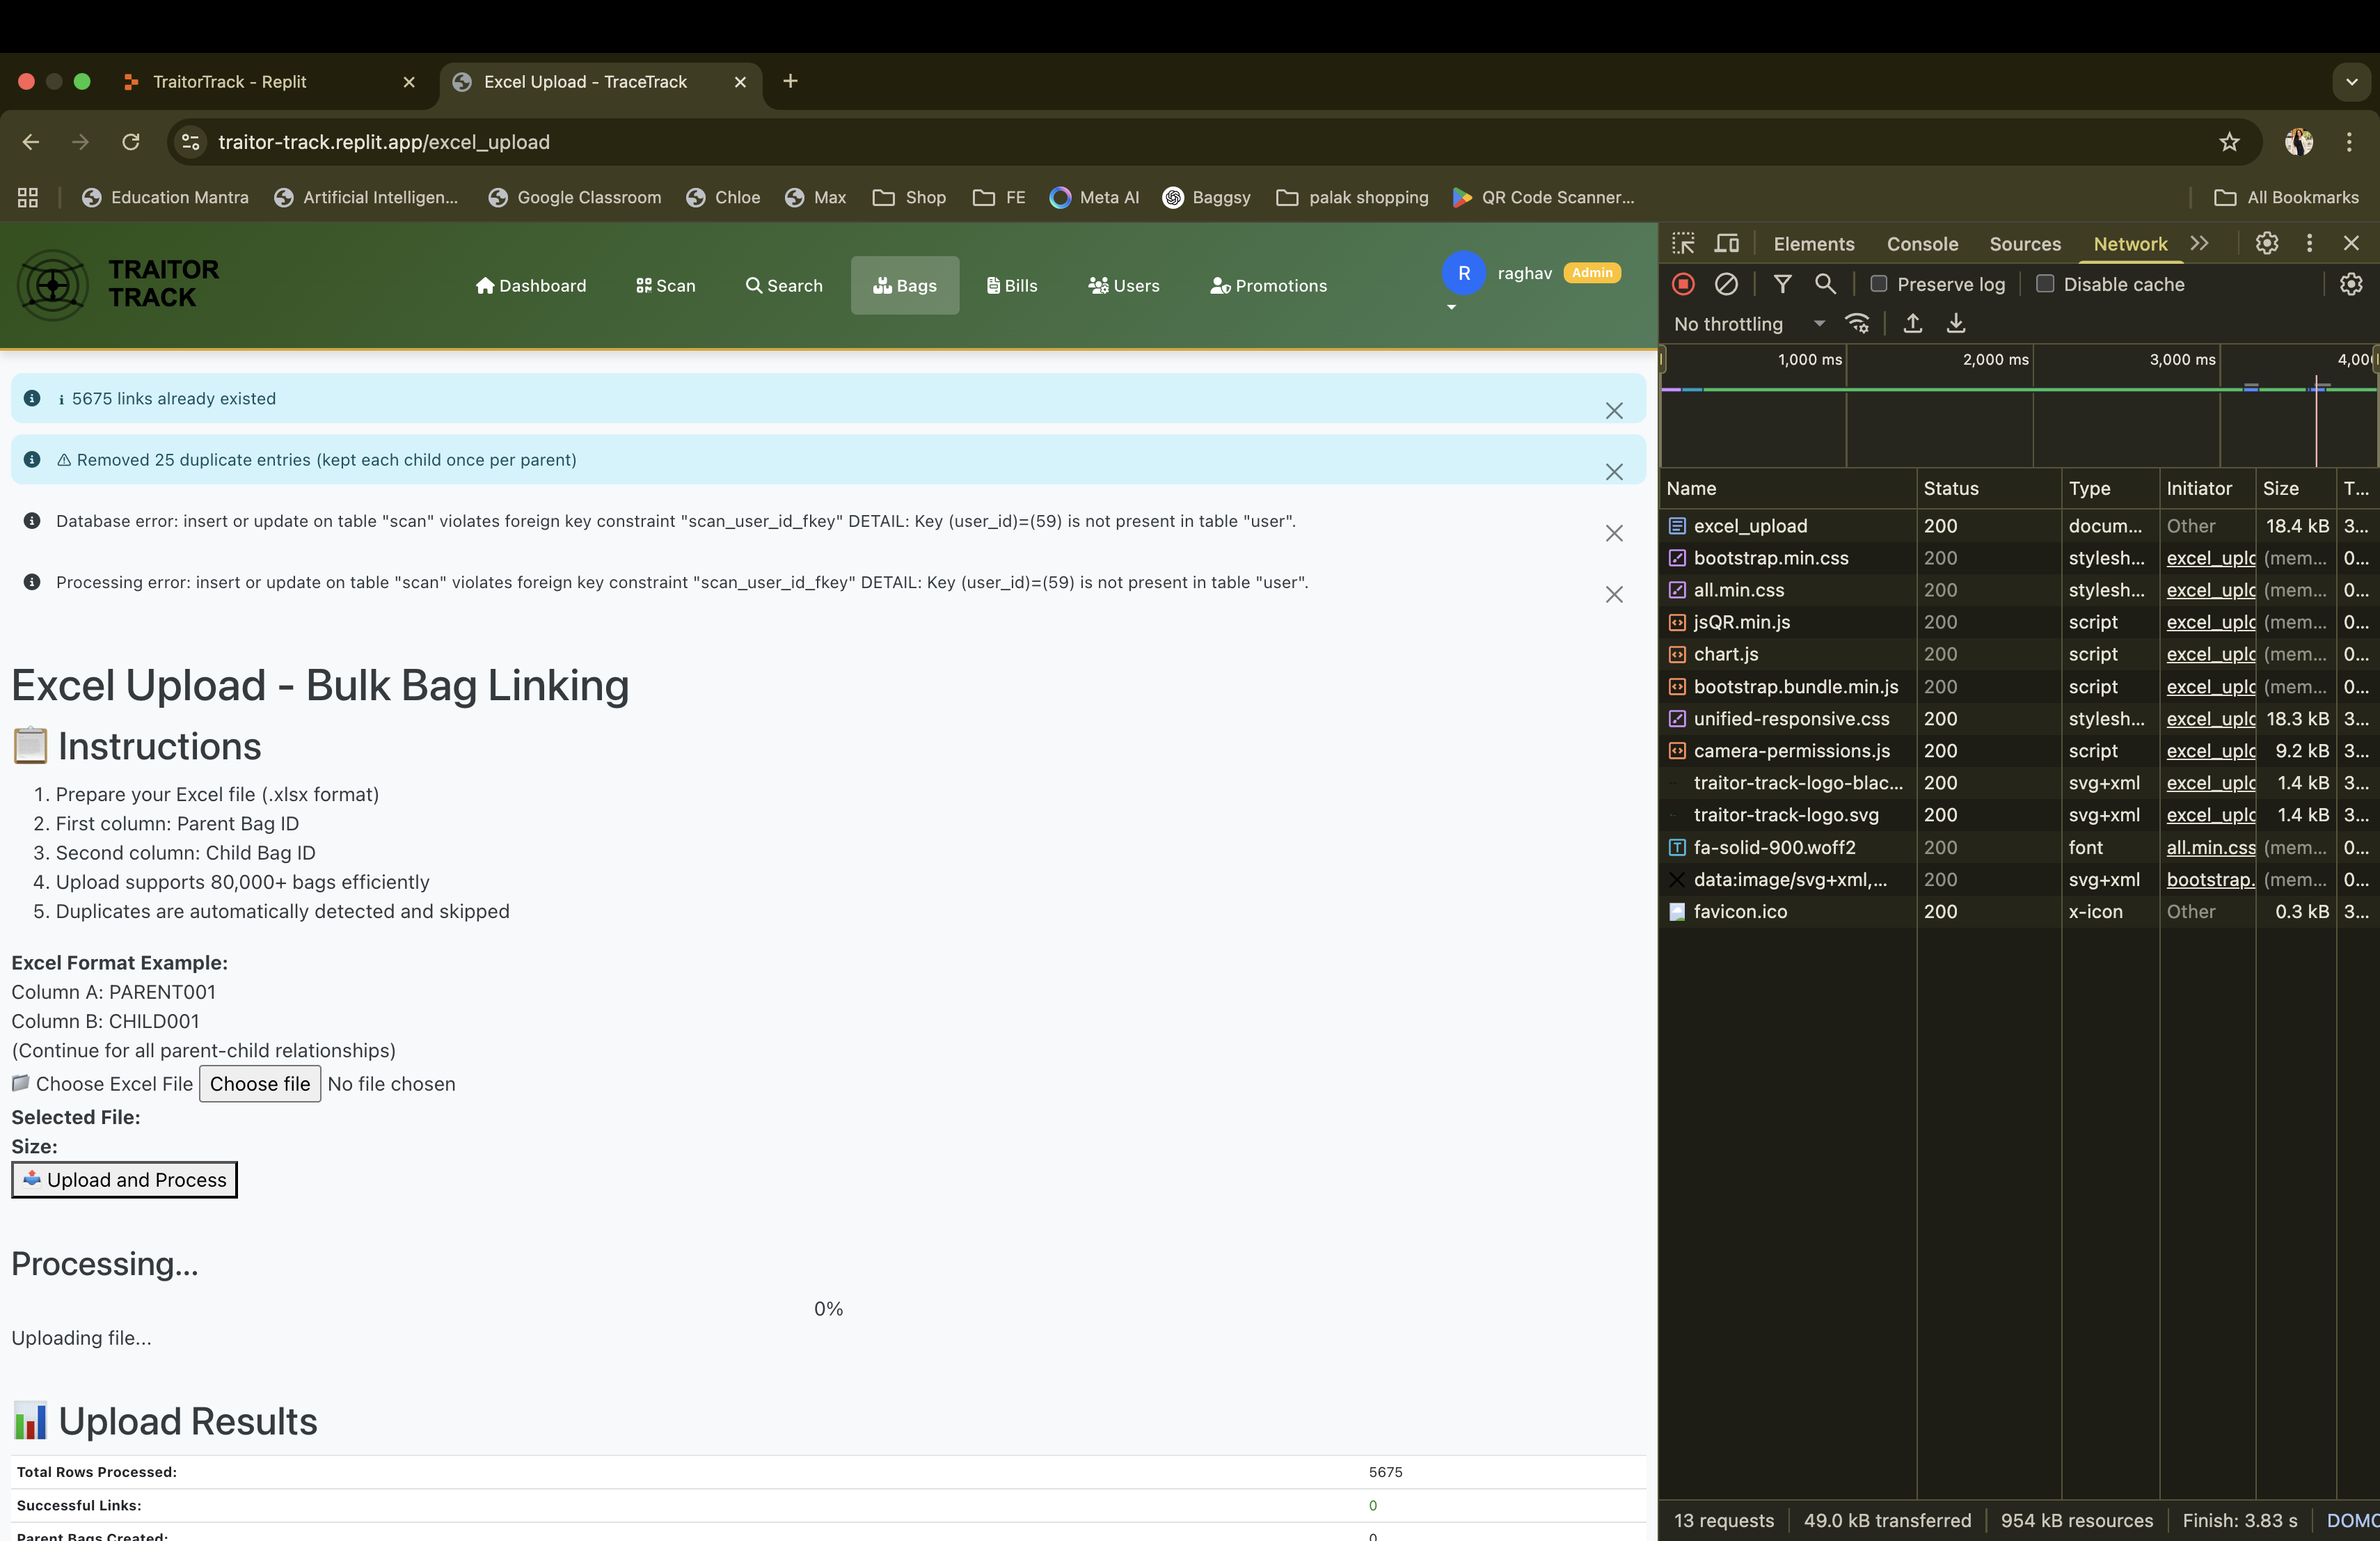 TraitorTrack - Replit
Excel Upload - TraceTrack
traitor-track.replit.app/excel_upload
Education Mantra
Artificial Intelligen...
Google Classroom
Chloe
Max
Shop
FE
Meta AI
Baggsy
palak shopping
QR Code Scanner...
All Bookmarks
TRAITOR
TRACK
Dashboard
Scan
Search
Bags
Bills
Users
Promotions
R
raghav
Admin
ℹ 5675 links already existed
⚠ Removed 25 duplicate entries (kept each child once per parent)
Database error: insert or update on table "scan" violates foreign key constraint "scan_user_id_fkey" DETAIL: Key (user_id)=(59) is not present in table "user".
Processing error: insert or update on table "scan" violates foreign key constraint "scan_user_id_fkey" DETAIL: Key (user_id)=(59) is not present in table "user".
Excel Upload - Bulk Bag Linking
📋 Instructions
1. Prepare your Excel file (.xlsx format)
2. First column: Parent Bag ID
3. Second column: Child Bag ID
4. Upload supports 80,000+ bags efficiently
5. Duplicates are automatically detected and skipped
Excel Format Example:
Column A: PARENT001
Column B: CHILD001
(Continue for all parent-child relationships)
📁 Choose Excel File Choose file No file chosen
Selected File:
Size:
📤 Upload and Process
Processing...
0%
Uploading file...
📊 Upload Results
Total Rows Processed: 5675
Successful Links: 0
Parent Bags Created: 0
Elements
Console
Sources
Network
Preserve log
Disable cache
No throttling
1,000 ms
2,000 ms
3,000 ms
4,00
Name Status Type Initiator Size T...
excel_upload 200 docum... Other 18.4 kB 3...
bootstrap.min.css 200 stylesh... excel_uplo (mem... 0...
all.min.css 200 stylesh... excel_uplo (mem... 0...
jsQR.min.js 200 script excel_uplo (mem... 0...
chart.js 200 script excel_uplo (mem... 0...
bootstrap.bundle.min.js 200 script excel_uplo (mem... 0...
unified-responsive.css 200 stylesh... excel_uplo 18.3 kB 3...
camera-permissions.js 200 script excel_uplo 9.2 kB 3...
traitor-track-logo-blac... 200 svg+xml excel_uplo 1.4 kB 3...
traitor-track-logo.svg 200 svg+xml excel_uplo 1.4 kB 3...
fa-solid-900.woff2 200 font all.min.css (mem... 0...
data:image/svg+xml,... 200 svg+xml bootstrap. (mem... 0...
favicon.ico 200 x-icon Other 0.3 kB 3...
13 requests
49.0 kB transferred
954 kB resources
Finish: 3.83 s
DOMC